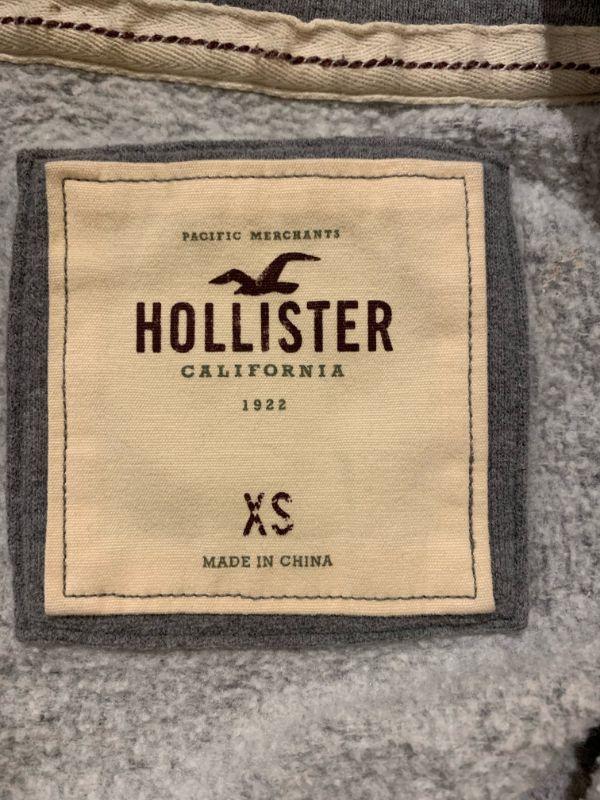 PACIFIC MERCHANTS
HOLLISTER
CALIFORNIA
1922
XS
MADE IN CHINA